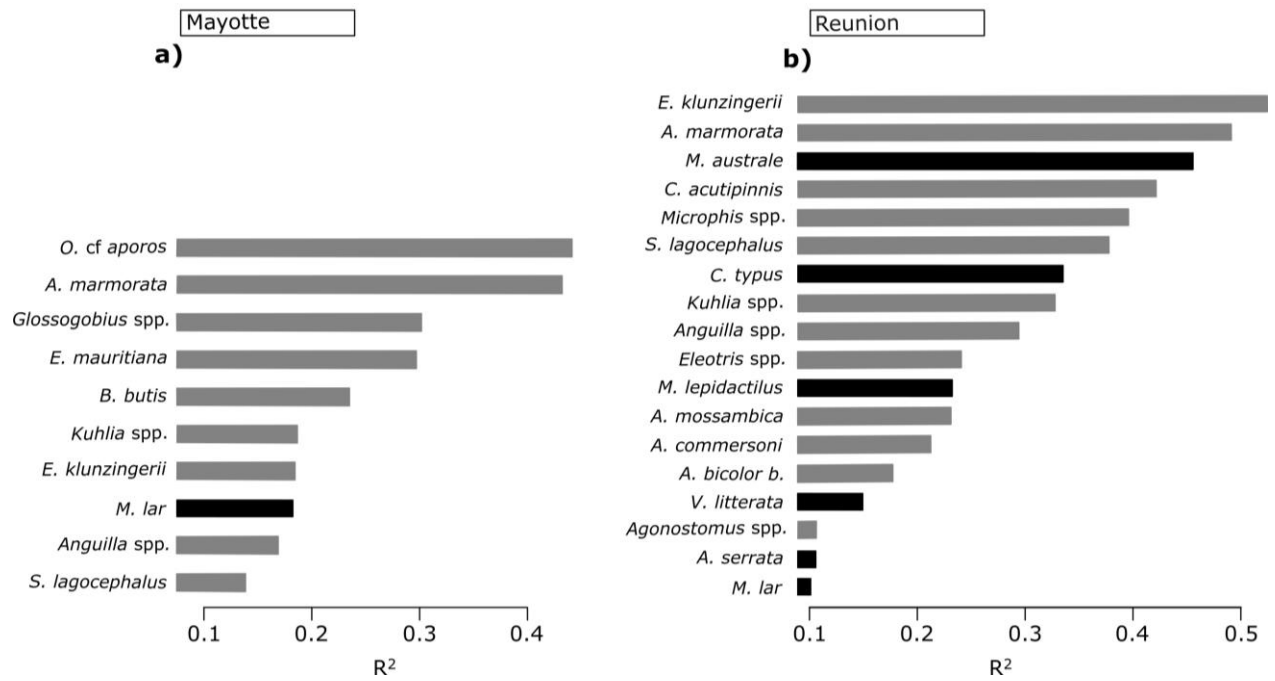 Mayotte
a)
O. cf aporos
A. marmorata
Glossogobius spp.
E. mauritiana
B. butis
Kuhlia spp.
E. klunzingerii
M. lar
Anguilla spp.
S. lagocephalus
0.1 0.2 0.3 0.4
R²
Reunion
b)
E. klunzingerii
A. marmorata
M. australe
C. acutipinnis
Microphis spp.
S. lagocephalus
C. typus
Kuhlia spp.
Anguilla spp.
Eleotris spp.
M. lepidactilus
A. mossambica
A. commersoni
A. bicolor b.
V. litterata
Agonostomus spp.
A. serrata
M. lar
0.1 0.2 0.3 0.4 0.5
R²